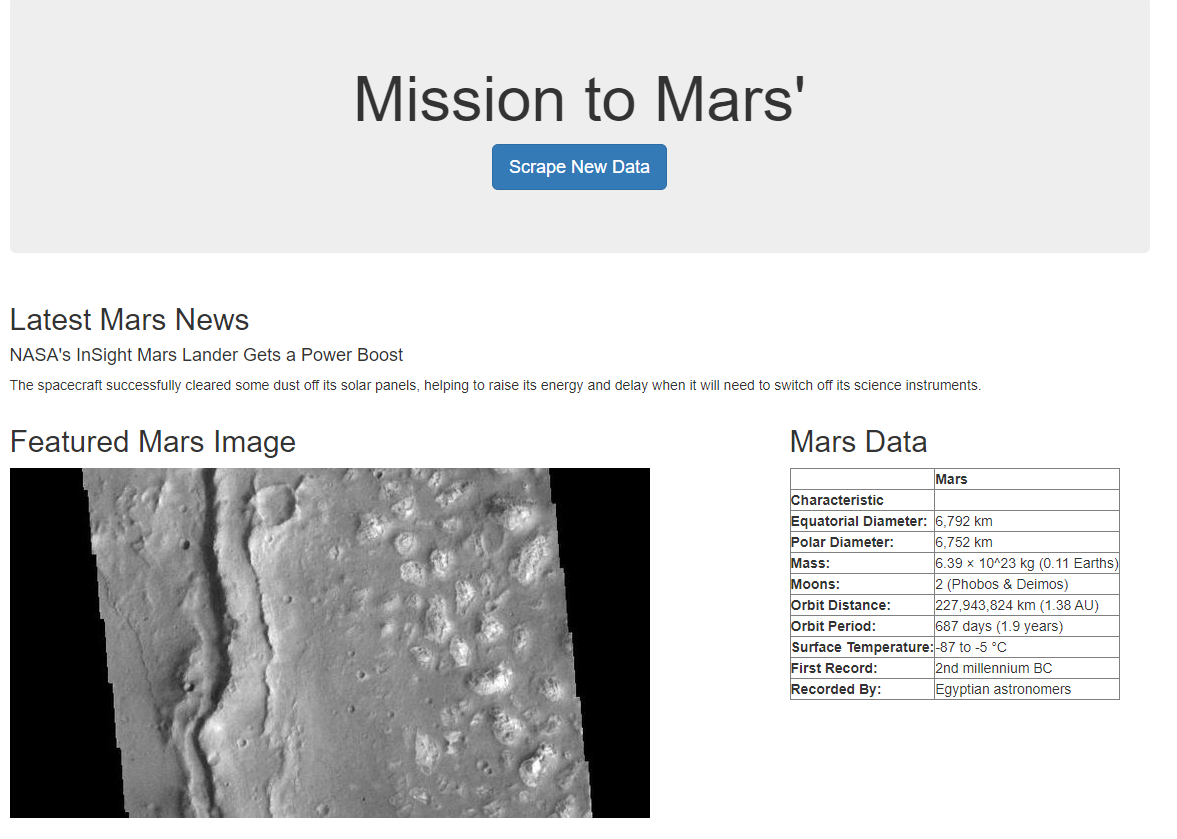 Mission to Mars'
Scrape New Data
Latest Mars News
NASA's InSight Mars Lander Gets a Power Boost
The spacecraft successfully cleared some dust off its solar panels, helping to raise its energy and delay when it will need to switch off its science instruments.
Featured Mars Image
Mars Data
Mars
Characteristic
Equatorial Diameter: 6,792 km
Polar Diameter: 6,752 km
Mass: 6.39 × 10^23 kg (0.11 Earths)
Moons: 2 (Phobos & Deimos)
Orbit Distance: 227,943,824 km (1.38 AU)
Orbit Period: 687 days (1.9 years)
Surface Temperature: -87 to -5 °C
First Record: 2nd millennium BC
Recorded By: Egyptian astronomers